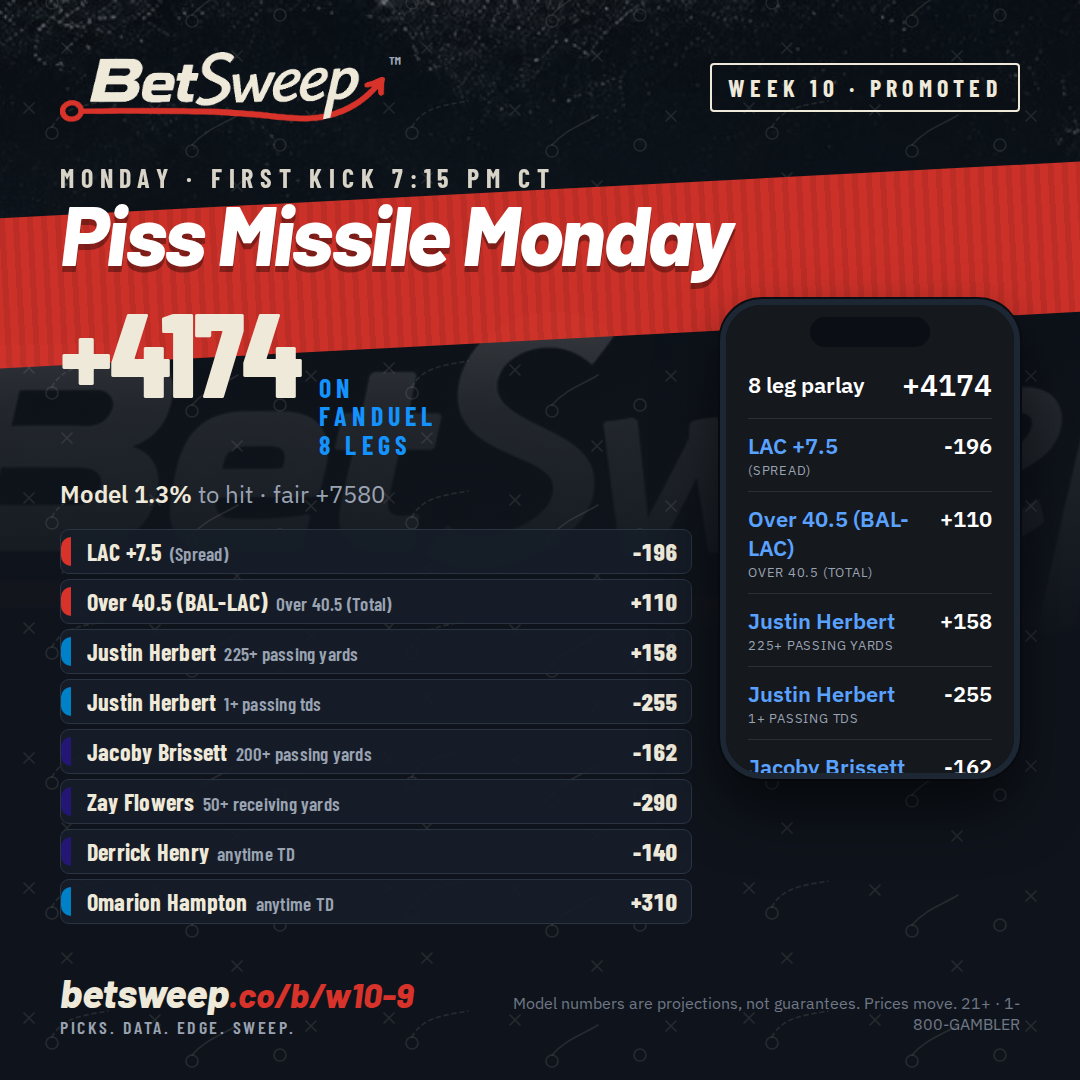 BetSweep™
WEEK 10 · PROMOTED
MONDAY · FIRST KICK 7:15 PM CT
Piss Missile Monday
+4174
ON
FANDUEL
8 LEGS
Model 1.3% to hit · fair +7580
LAC +7.5 (Spread) -196
Over 40.5 (BAL-LAC) Over 40.5 (Total) +110
Justin Herbert 225+ passing yards +158
Justin Herbert 1+ passing tds -255
Jacoby Brissett 200+ passing yards -162
Zay Flowers 50+ receiving yards -290
Derrick Henry anytime TD -140
Omarion Hampton anytime TD +310
8 leg parlay +4174
LAC +7.5 -196
(SPREAD)
Over 40.5 (BAL- +110
LAC)
OVER 40.5 (TOTAL)
Justin Herbert +158
225+ PASSING YARDS
Justin Herbert -255
1+ PASSING TDS
Jacoby Brissett -162
betsweep.co/b/w10-9
PICKS. DATA. EDGE. SWEEP.
Model numbers are projections, not guarantees. Prices move. 21+ · 1-
800-GAMBLER